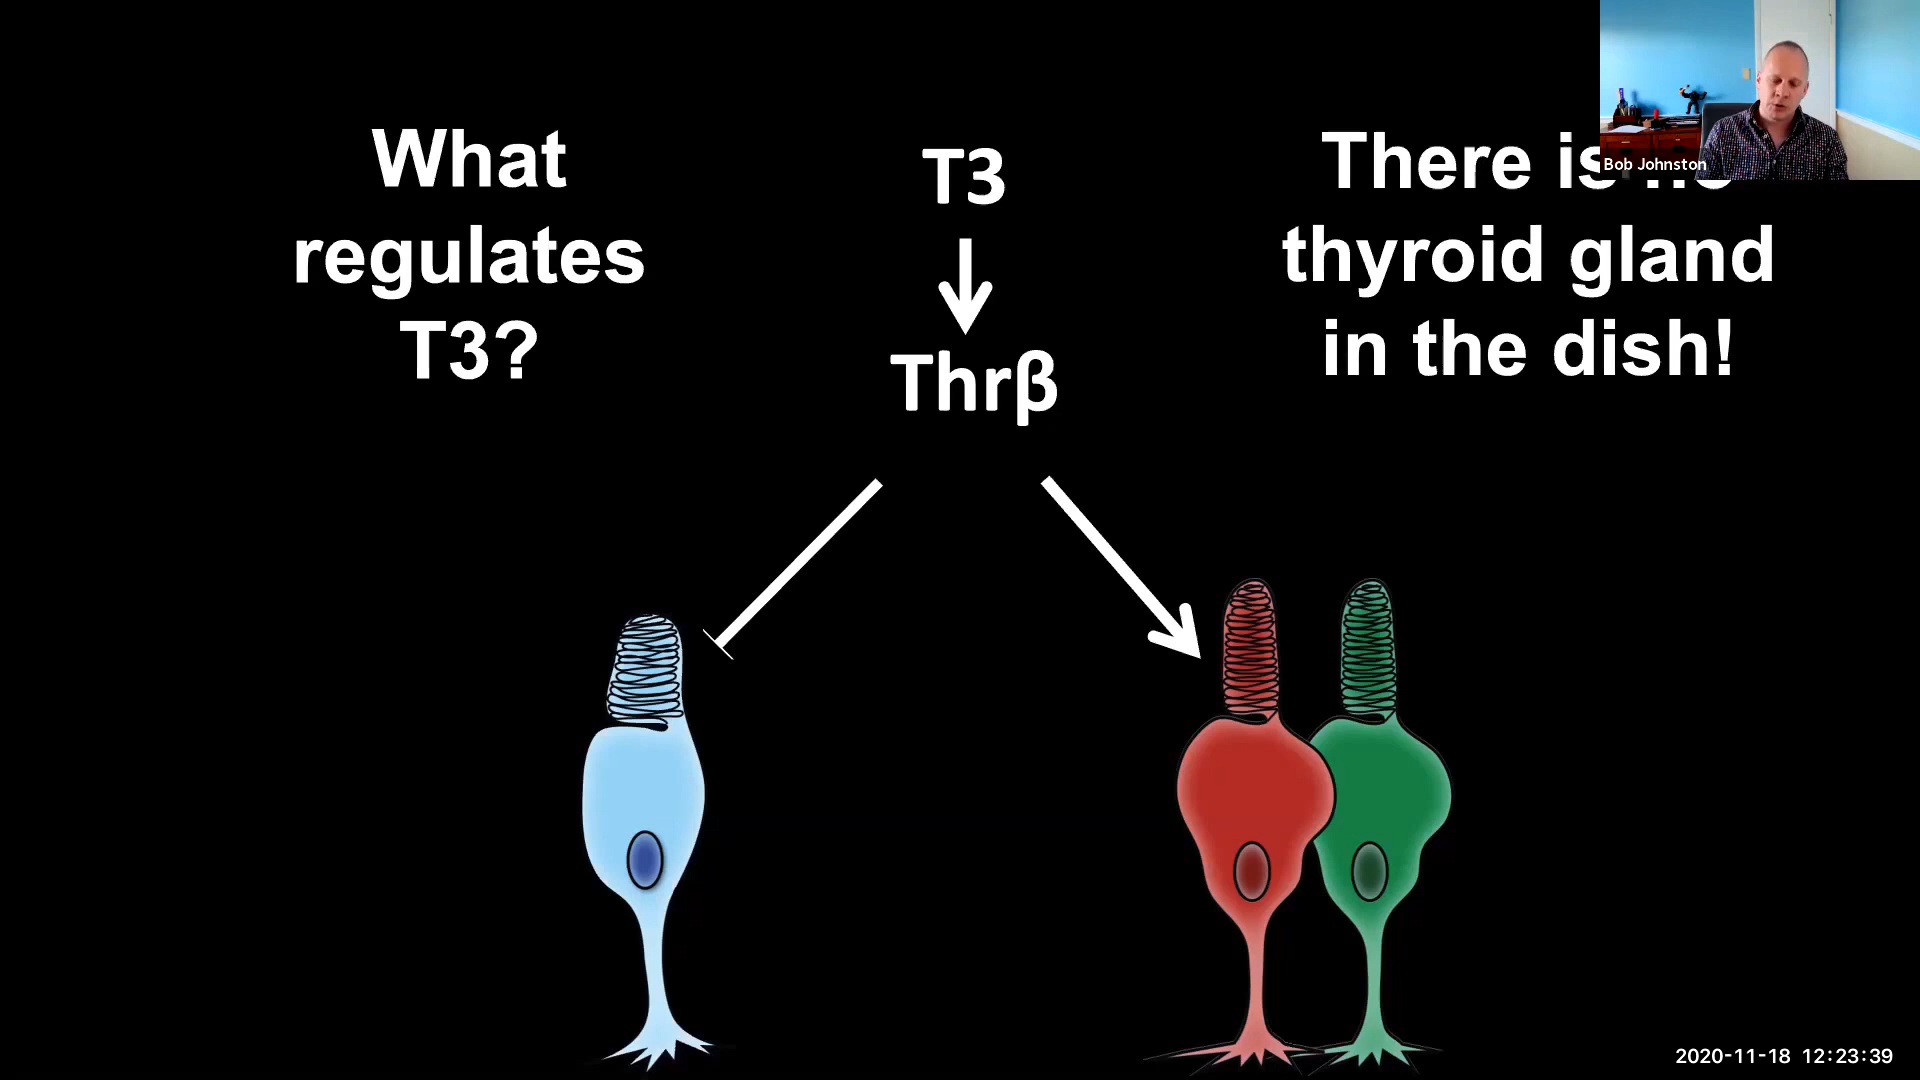 What
regulates
T3?
T3
Thrβ
There is
thyroid gland
in the dish!
Bob Johnston
2020-11-18 12:23:39